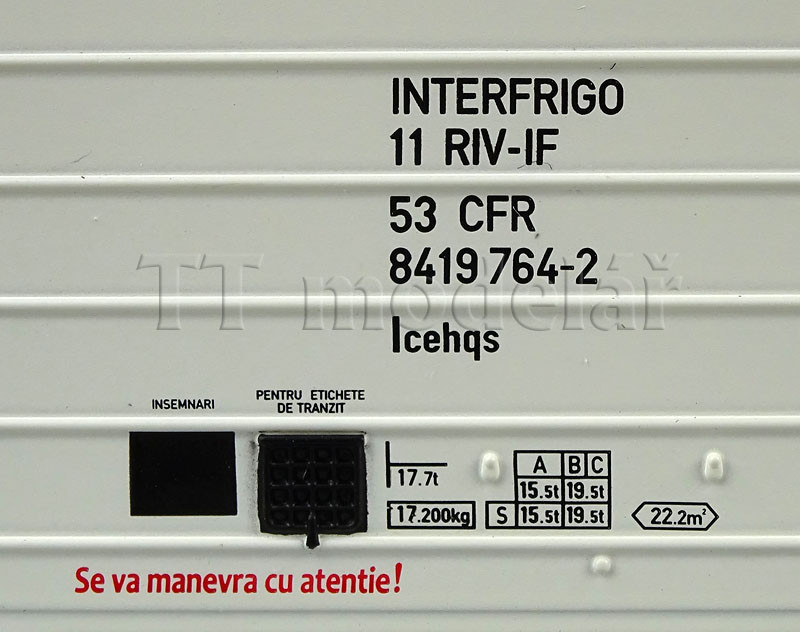 INTERFRIGO
11 RIV-IF
53 CFR
8419 764-2
TT modelář
Icehqs
INSEMNARI
PENTRU ETICHETE
DE TRANZIT
17.7t
17.200kg
A B C
15.5t 19.5t
S 15.5t 19.5t
22.2m²
Se va manevra cu atentie!